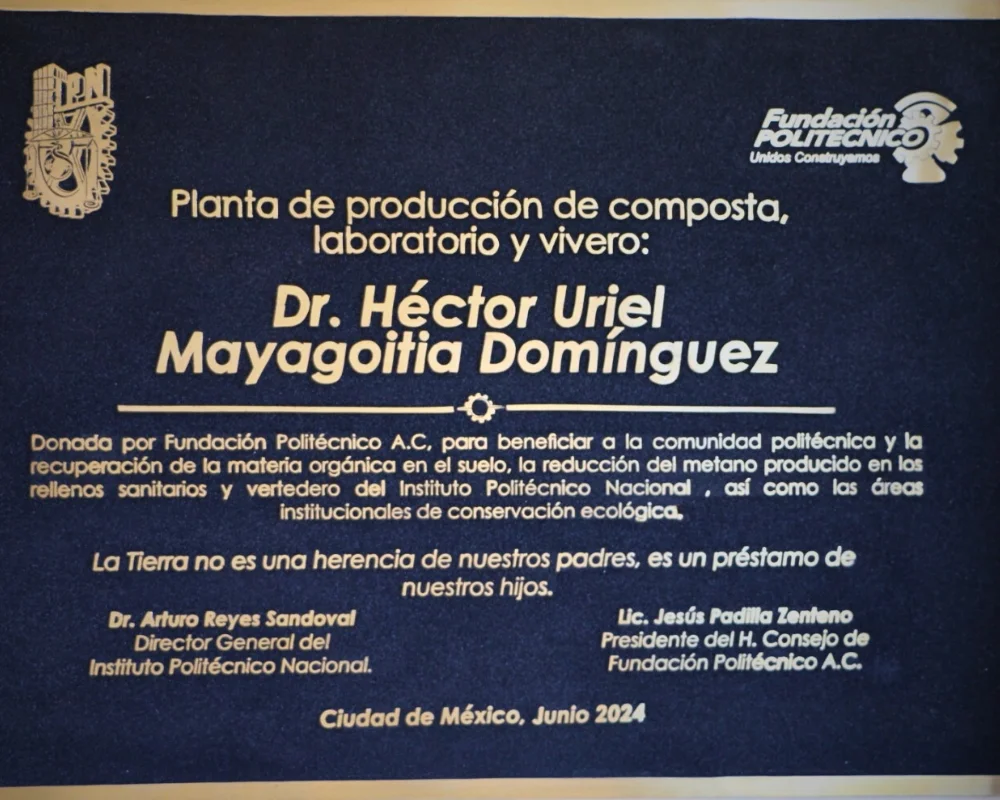 IPN
Fundación
POLITÉCNICO
Unidos Construyamos
Planta de producción de composta,
laboratorio y vivero:
Dr. Héctor Uriel
Mayagoitia Domínguez
Donada por Fundación Politécnico A.C, para beneficiar a la comunidad politécnica y la
recuperación de la materia orgánica en el suelo, la reducción del metano producido en los
rellenos sanitarios y vertedero del Instituto Politécnico Nacional , así como las áreas
institucionales de conservación ecológica.
La Tierra no es una herencia de nuestros padres, es un préstamo de
nuestros hijos.
Dr. Arturo Reyes Sandoval
Director General del
Instituto Politécnico Nacional.
Lic. Jesús Padilla Zenteno
Presidente del H. Consejo de
Fundación Politécnico A.C.
Ciudad de México, Junio 2024